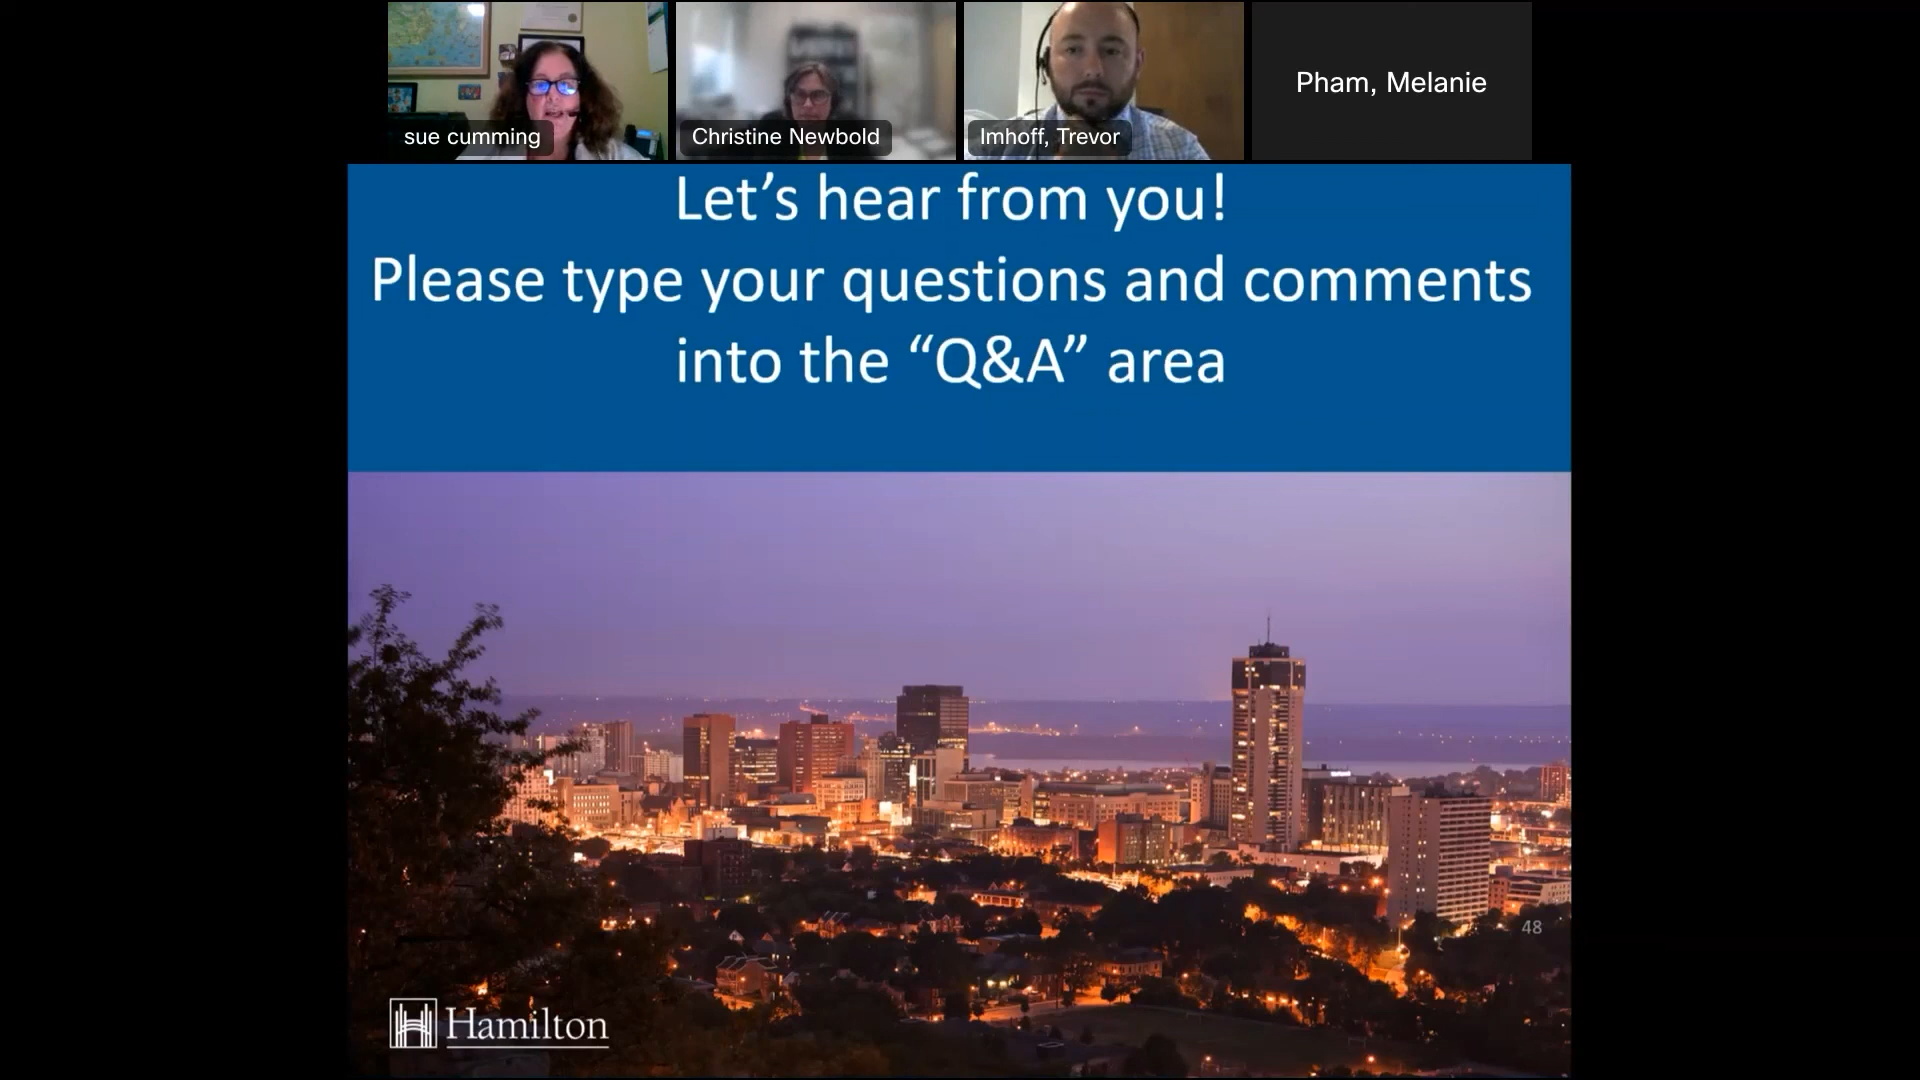 sue cumming
Christine Newbold
Imhoff, Trevor
Pham, Melanie
Let’s hear from you!
Please type your questions and comments
into the “Q&A” area
48
Hamilton